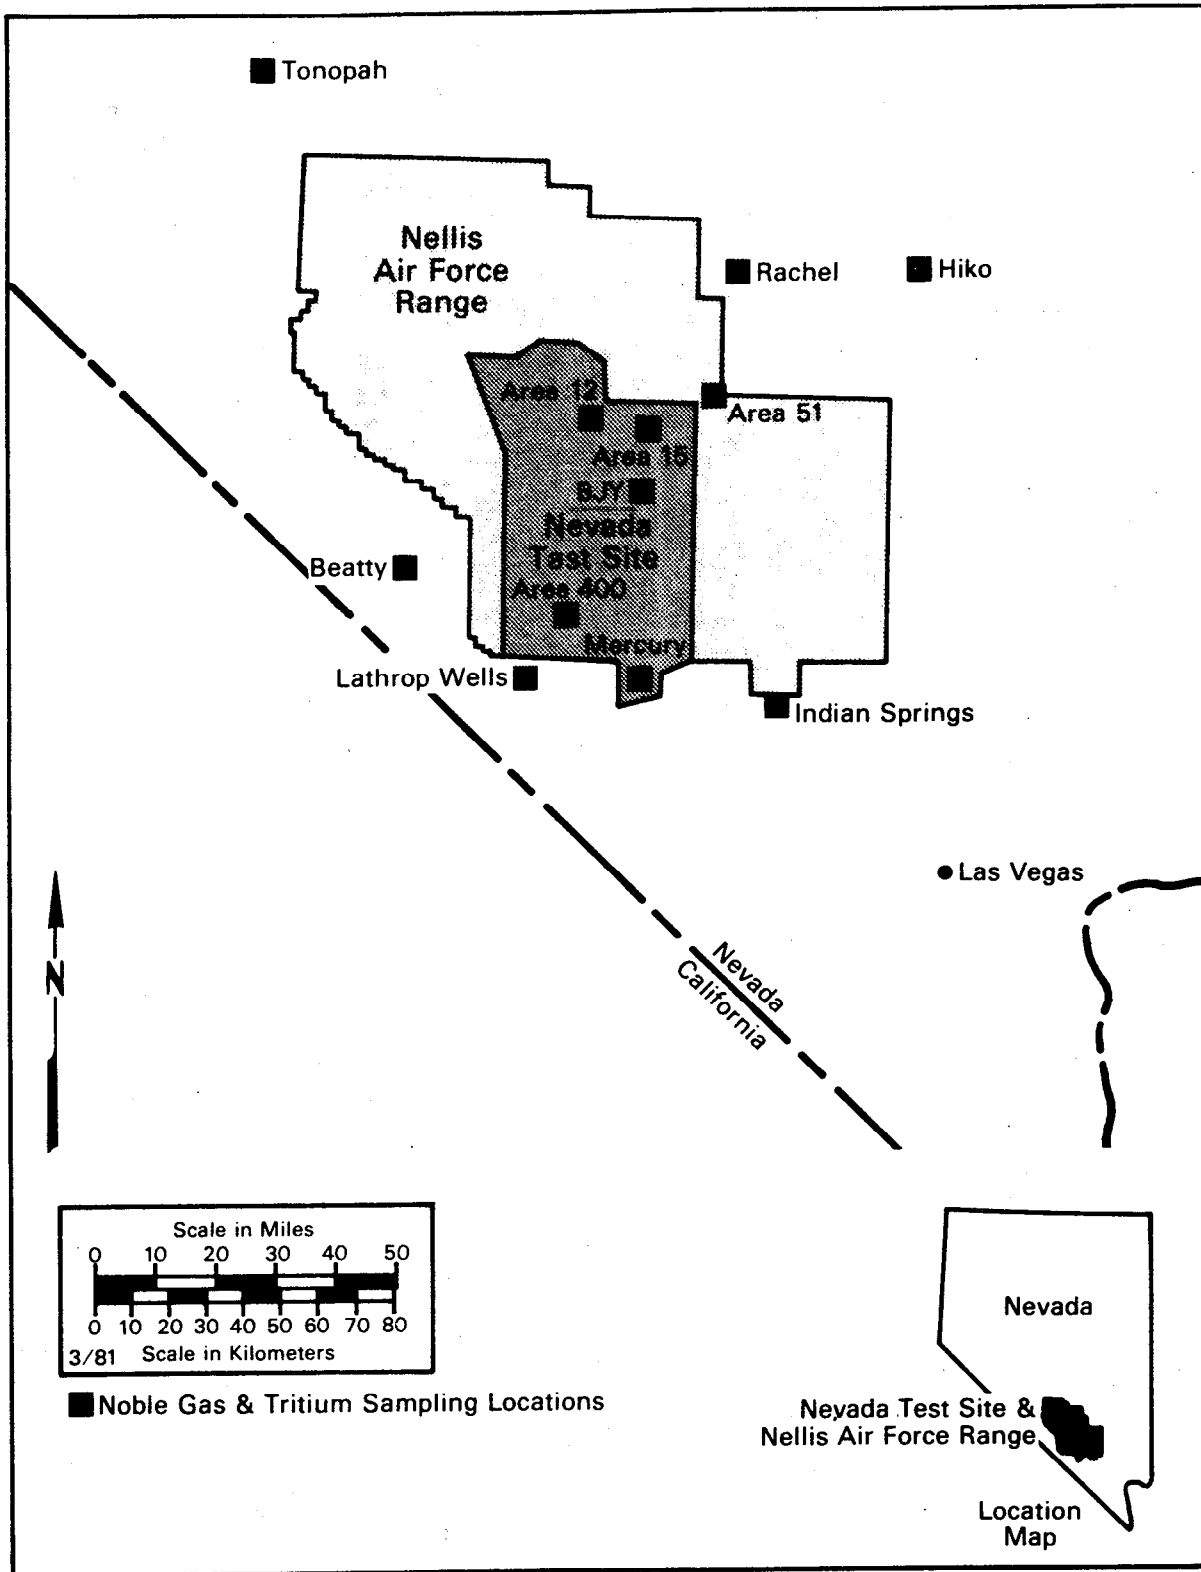 Tonopah
Nellis
Air Force
Range
Rachel
Hiko
Area 12
Area 51
Area 15
BJY
Nevada
Tast Site
Beatty
Area 400
Mercury
Lathrop Wells
Indian Springs
Las Vegas
Nevada
California
N
Scale in Miles
0 10 20 30 40 50
0 10 20 30 40 50 60 70 80
3/81 Scale in Kilometers
Noble Gas & Tritium Sampling Locations
Nevada
Nevada Test Site &
Nellis Air Force Range
Location
Map